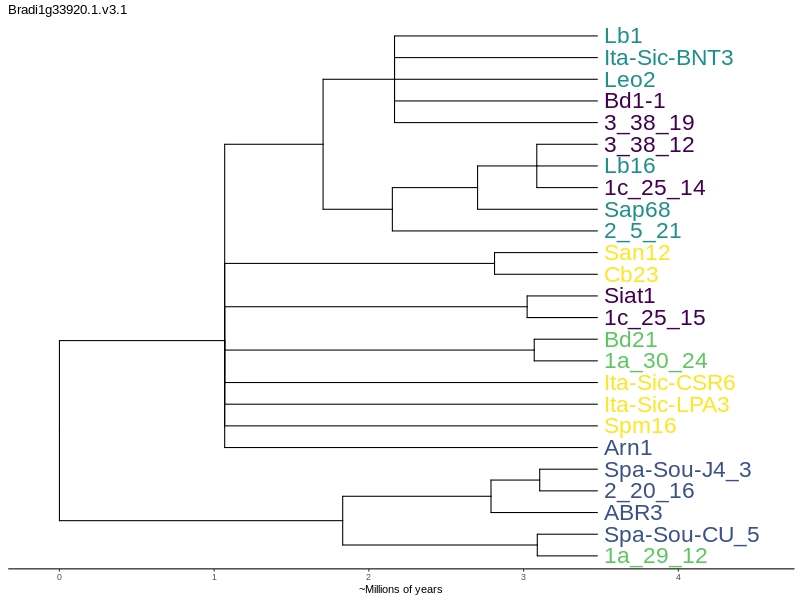 Bradi1g33920.1.v3.1
Lb1
Ita-Sic-BNT3
Leo2
Bd1-1
3_38_19
3_38_12
Lb16
1c_25_14
Sap68
2_5_21
San12
Cb23
Siat1
1c_25_15
Bd21
1a_30_24
Ita-Sic-CSR6
Ita-Sic-LPA3
Spm16
Arn1
Spa-Sou-J4_3
2_20_16
ABR3
Spa-Sou-CU_5
1a_29_12
0 1 2 3 4
~Millions of years